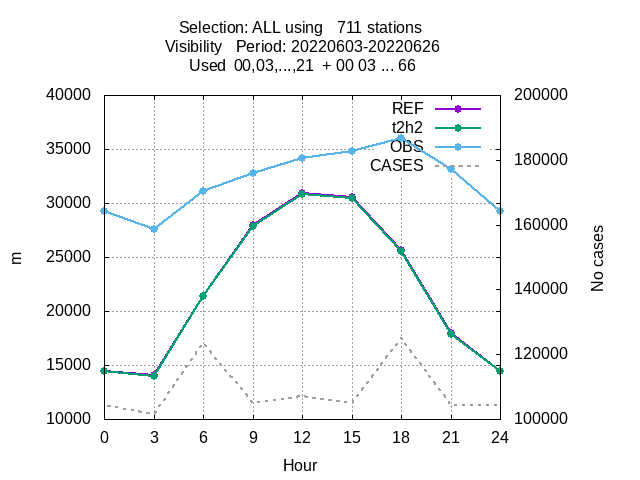 Selection: ALL using   711 stations
Visibility   Period: 20220603-20220626
Used  00,03,...,21  + 00 03 ... 66
40000
35000
30000
25000
20000
15000
10000
200000
180000
160000
140000
120000
100000
REF
t2h2
OBS
CASES
m
No cases
0 3 6 9 12 15 18 21 24
Hour